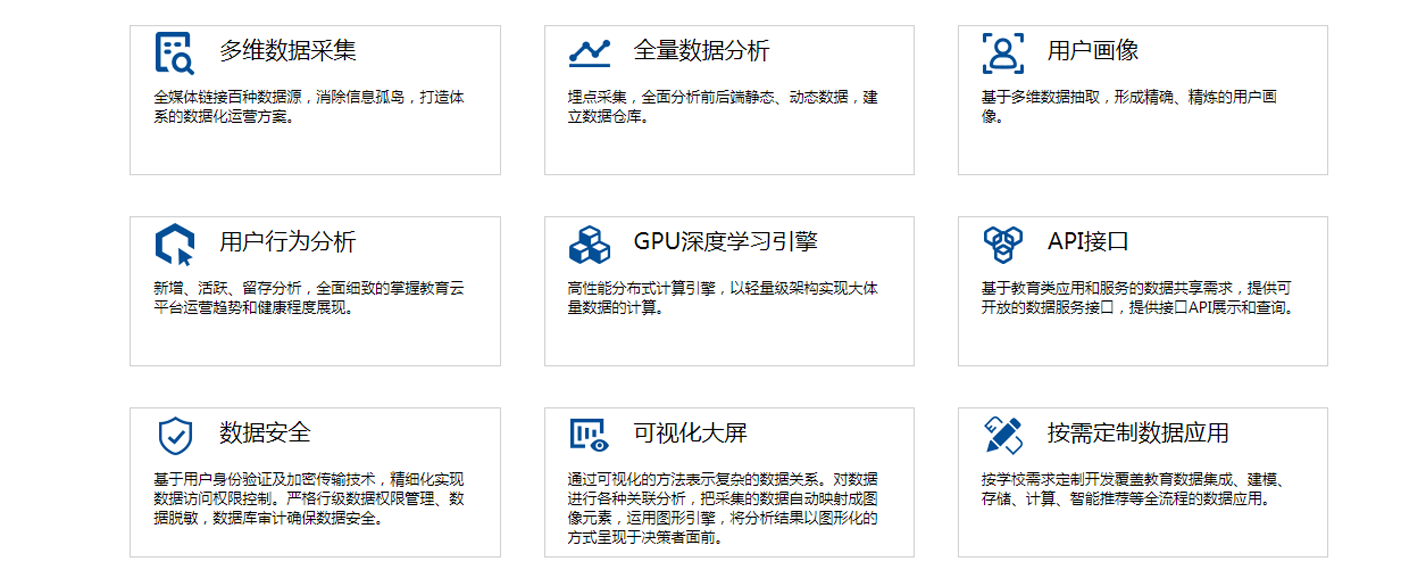 多维数据采集
全媒体链接百种数据源，消除信息孤岛，打造体
系的数据化运营方案。
全量数据分析
埋点采集，全面分析前后端静态、动态数据，建
立数据仓库。
用户画像
基于多维数据抽取，形成精确、精炼的用户画
像。
用户行为分析
新增、活跃、留存分析，全面细致的掌握教育云
平台运营趋势和健康程度展现。
GPU深度学习引擎
高性能分布式计算引擎，以轻量级架构实现大体
量数据的计算。
API接口
基于教育类应用和服务的数据共享需求，提供可
开放的数据服务接口，提供接口API展示和查询。
数据安全
基于用户身份验证及加密传输技术，精细化实现
数据访问权限控制。严格行级数据权限管理、数
据脱敏，数据库审计确保数据安全。
可视化大屏
通过可视化的方法表示复杂的数据关系。对数据
进行各种关联分析，把采集的数据自动映射成图
像元素，运用图形引擎，将分析结果以图形化的
方式呈现于决策者面前。
按需定制数据应用
按学校需求定制开发覆盖教育数据集成、建模、
存储、计算、智能推荐等全流程的数据应用。